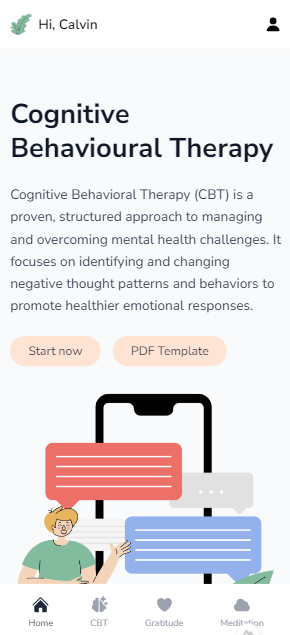 Hi, Calvin
Cognitive
Behavioural Therapy
Cognitive Behavioral Therapy (CBT) is a
proven, structured approach to managing
and overcoming mental health challenges. It
focuses on identifying and changing
negative thought patterns and behaviors to
promote healthier emotional responses.
Start now
PDF Template
Home
CBT
Gratitude
Meditation